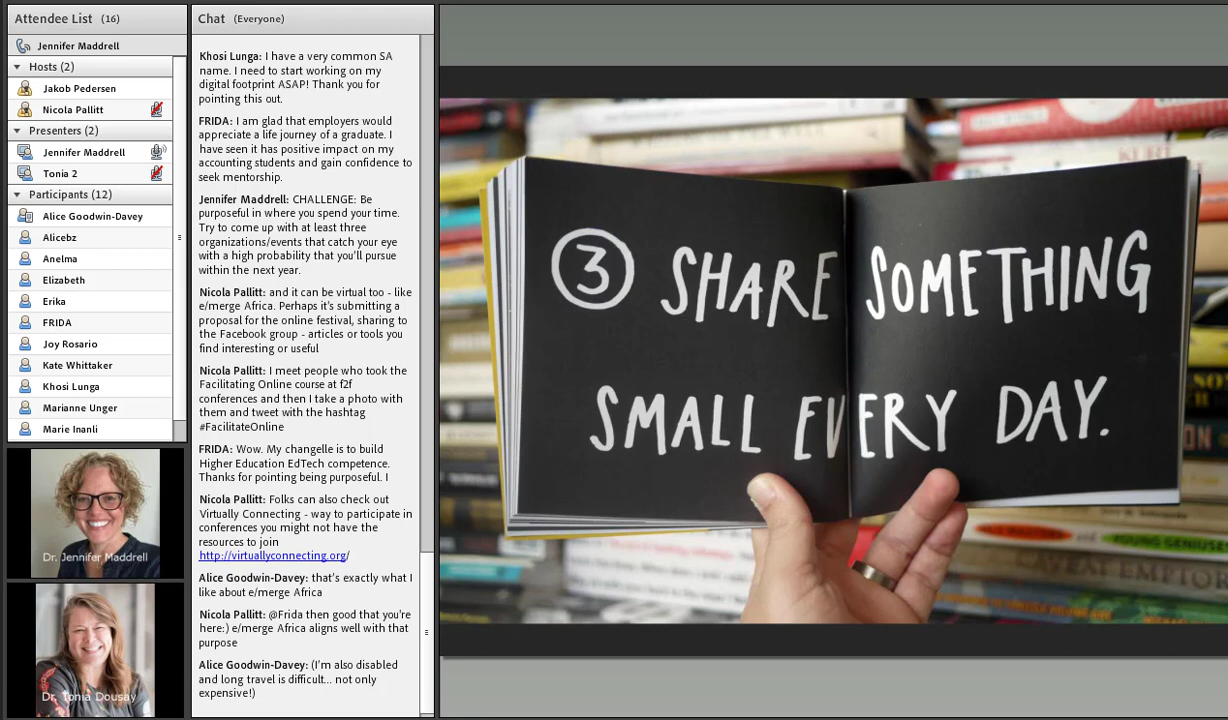 Attendee List (16)
Jennifer Maddrell
Hosts (2)
Jakob Pedersen
Nicola Pallitt
Presenters (2)
Jennifer Maddrell
Tonia 2
Participants (12)
Alice Goodwin-Davey
Alicebz
Anelma
Elizabeth
Erika
FRIDA
Joy Rosario
Kate Whittaker
Khosi Lunga
Marianne Unger
Marie Inanli
Dr. Jennifer Maddrell
Dr. Tonia Dousay
Chat (Everyone)
Khosi Lunga: I have a very common SA
name. I need to start working on my
digital footprint ASAP! Thank you for
pointing this out.
FRIDA: I am glad that employers would
appreciate a life journey of a graduate. I
have seen it has positive impact on my
accounting students and gain confidence to
seek mentorship.
Jennifer Maddrell: CHALLENGE: Be
purposeful in where you spend your time.
Try to come up with at least three
organizations/events that catch your eye
with a high probability that you'll pursue
within the next year.
Nicola Pallitt: and it can be virtual too - like
e/merge Africa. Perhaps it's submitting a
proposal for the online festival, sharing to
the Facebook group - articles or tools you
find interesting or useful
Nicola Pallitt: I meet people who took the
Facilitating Online course at f2f
conferences and then I take a photo with
them and tweet with the hashtag
#FacilitateOnline
FRIDA: Wow. My changelle is to build
Higher Education EdTech competence.
Thanks for pointing being purposeful. I
Nicola Pallitt: Folks can also check out
Virtually Connecting - way to participate in
conferences you might not have the
resources to join
http://virtuallyconnecting.org/
Alice Goodwin-Davey: that's exactly what I
like about e/merge Africa
Nicola Pallitt: @Frida then good that you're
here:) e/merge Africa aligns well with that
purpose
Alice Goodwin-Davey: (I'm also disabled
and long travel is difficult... not only
expensive!)
3 SHARE SOMETHING
SMALL EVERY DAY.
YOUNG GENIUSES
CAVEAT EMPTOR